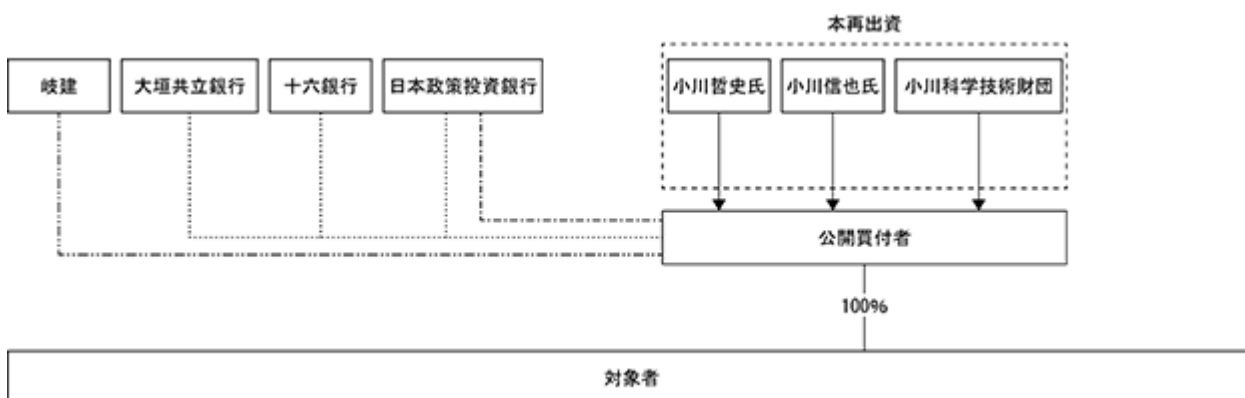 本再出資
岐建
大垣共立銀行
十六銀行
日本政策投資銀行
小川哲史氏
小川信也氏
小川科学技術財団
公開買付者
100%
対象者